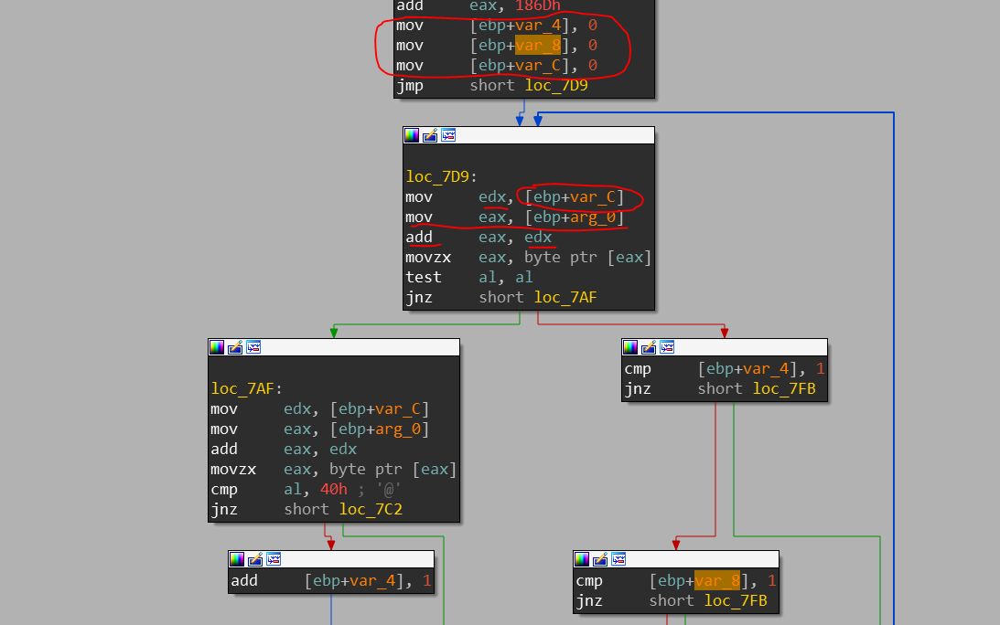 add eax, 186Dh
mov [ebp+var_4], 0
mov [ebp+var_8], 0
mov [ebp+var_C], 0
jmp short loc_7D9
loc_7D9:
mov edx, [ebp+var_C]
mov eax, [ebp+arg_0]
add eax, edx
movzx eax, byte ptr [eax]
test al, al
jnz short loc_7AF
loc_7AF:
mov edx, [ebp+var_C]
mov eax, [ebp+arg_0]
add eax, edx
movzx eax, byte ptr [eax]
cmp al, 40h ; '@'
jnz short loc_7C2
cmp [ebp+var_4], 1
jnz short loc_7FB
add [ebp+var_4], 1
cmp [ebp+var_8], 1
jnz short loc_7FB